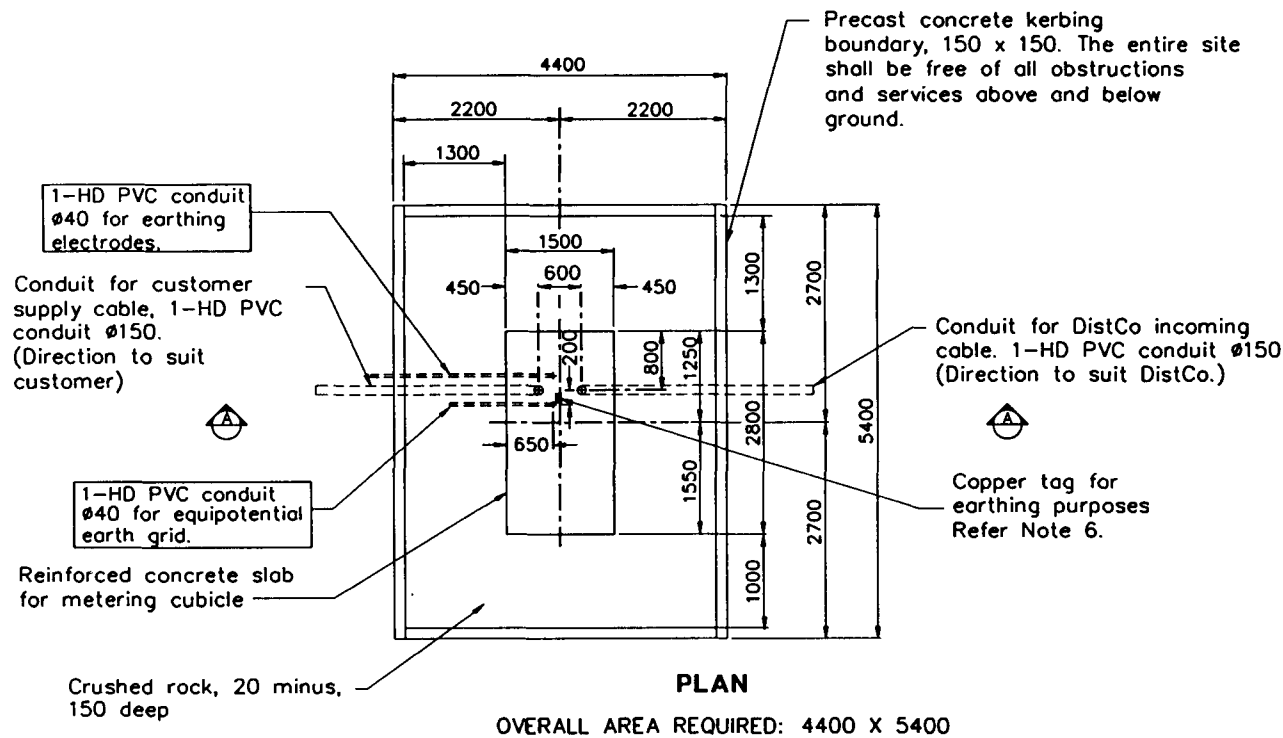 Precast concrete kerbing
boundary, 150 x 150. The entire site
shall be free of all obstructions
and services above and below
ground.
4400
2200
2200
1300
1-HD PVC conduit
ø40 for earthing
electrodes.
1500
600
450
450
1300
2700
Conduit for customer
supply cable, 1-HD PVC
conduit ø150.
(Direction to suit
customer)
200
800
1250
Conduit for DistCo incoming
cable. 1-HD PVC conduit ø150
(Direction to suit DistCo.)
A
A
2800
5400
650
1550
2700
1-HD PVC conduit
ø40 for equipotential
earth grid.
Copper tag for
earthing purposes
Refer Note 6.
Reinforced concrete slab
for metering cubicle
1000
Crushed rock, 20 minus,
150 deep
PLAN
OVERALL AREA REQUIRED: 4400 X 5400